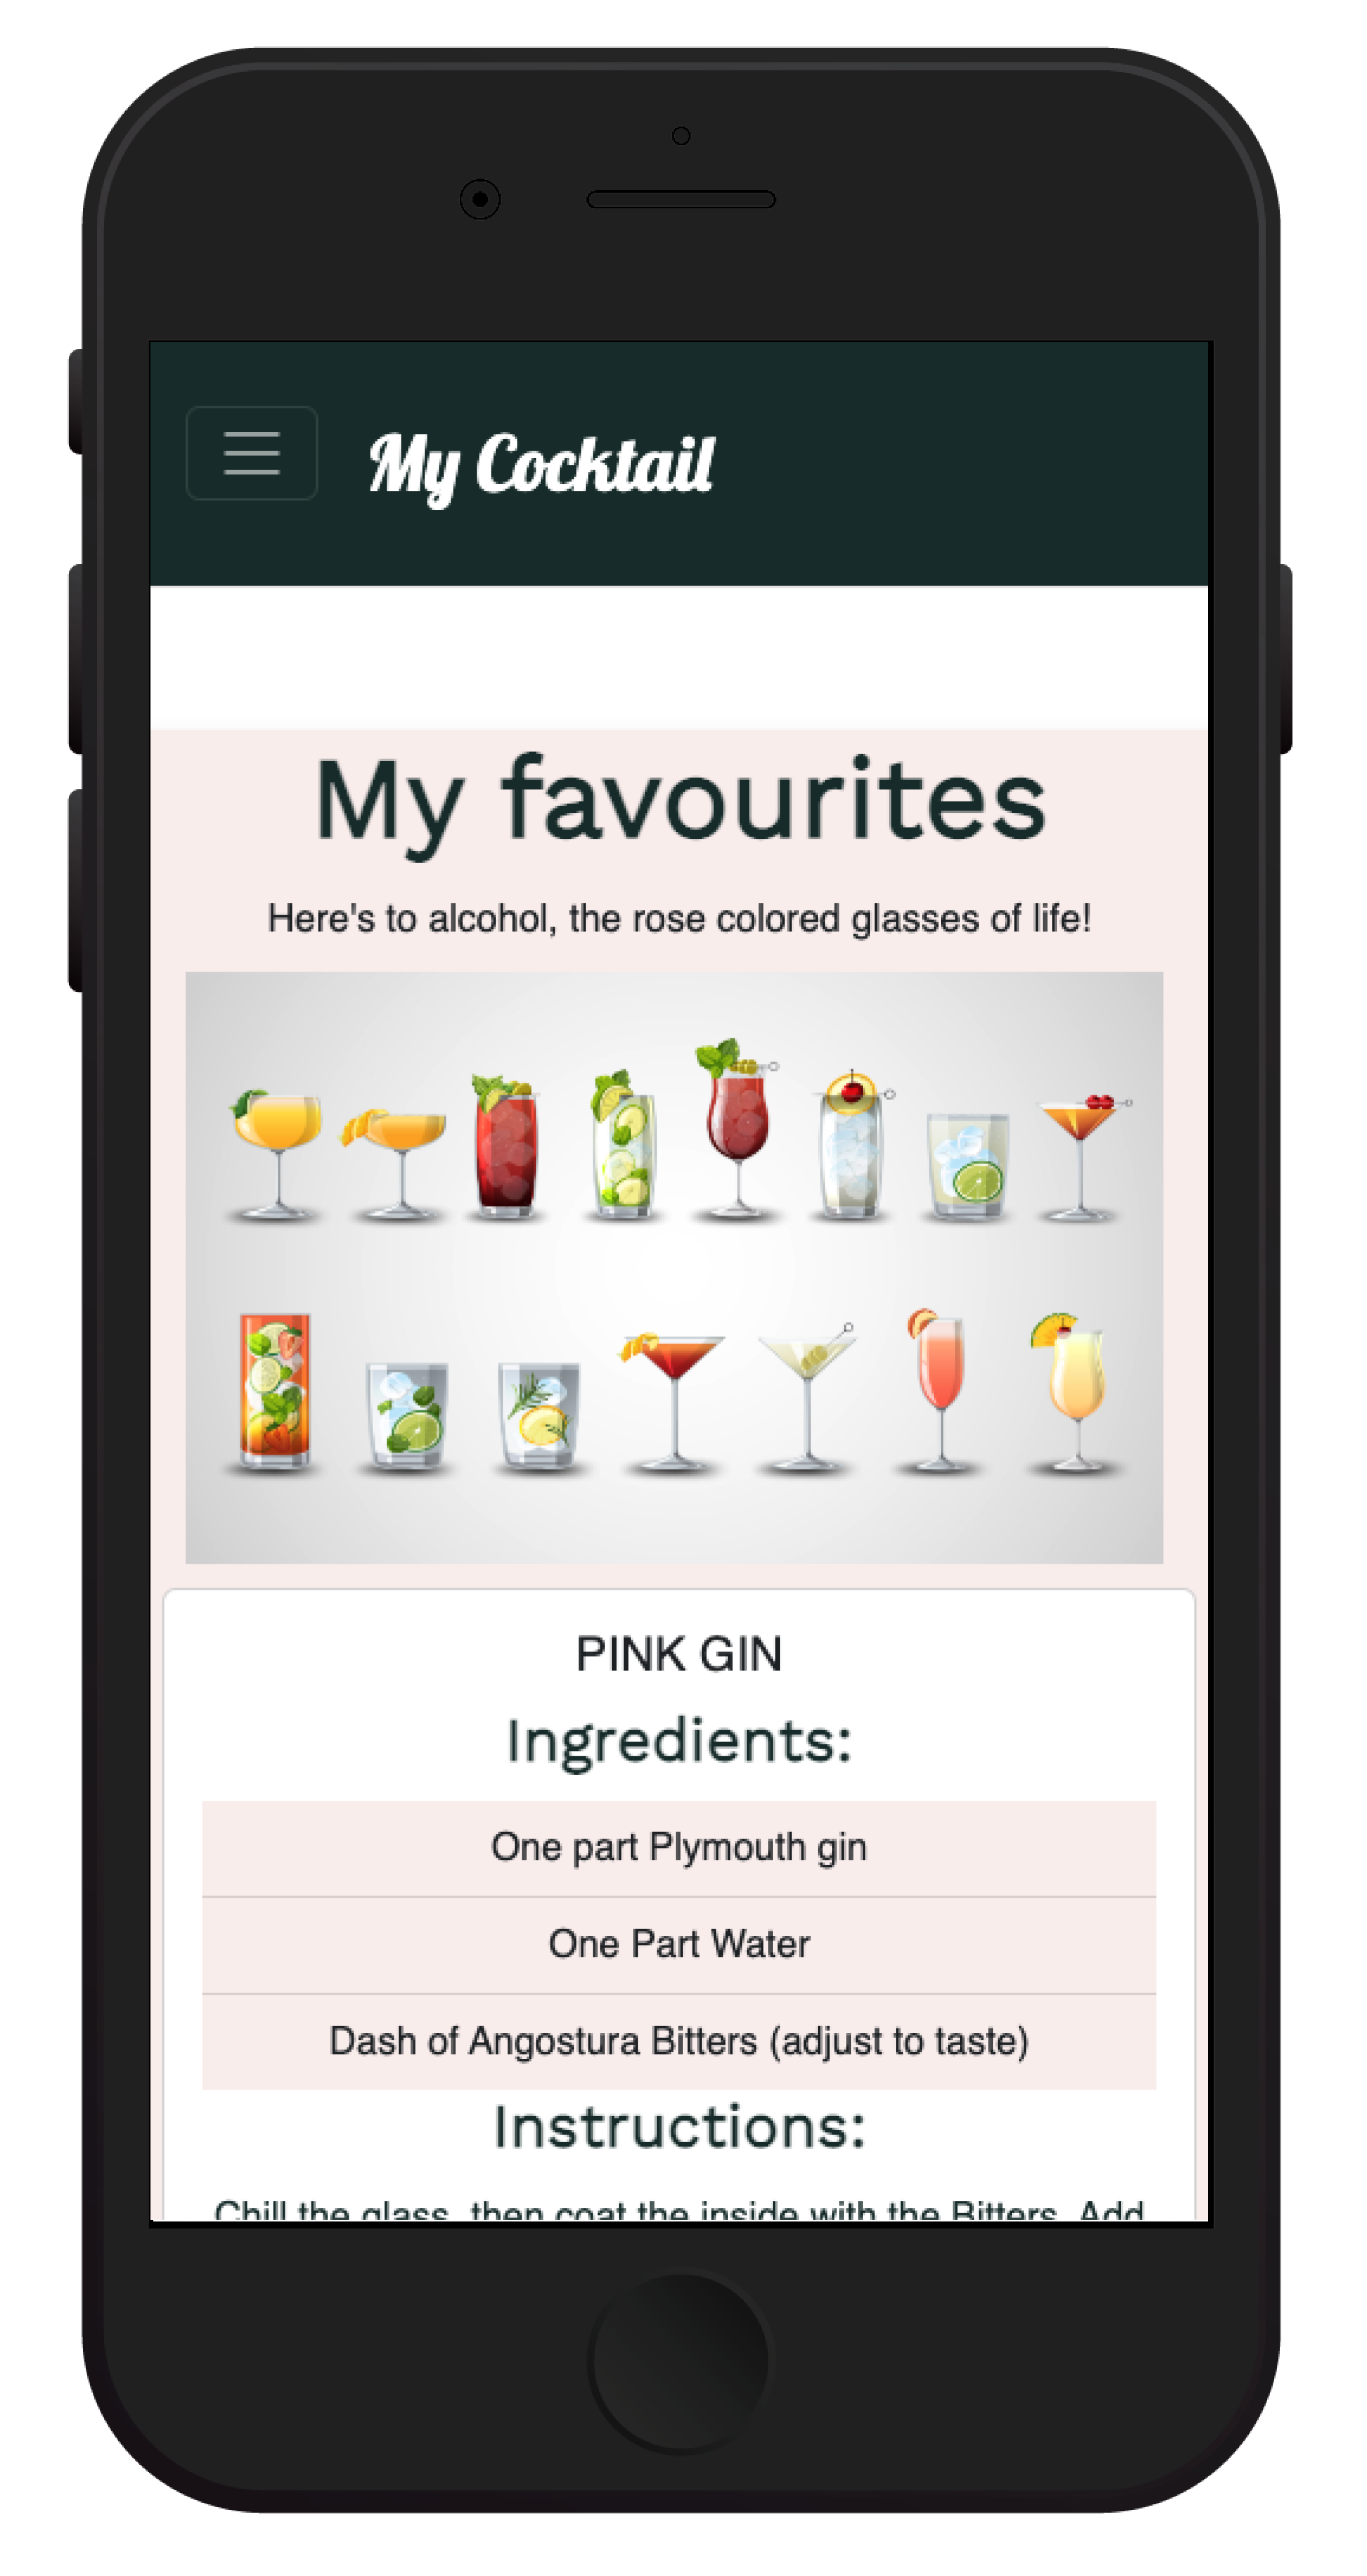 My Cocktail
My favourites
Here's to alcohol, the rose colored glasses of life!
PINK GIN
Ingredients:
One part Plymouth gin
One Part Water
Dash of Angostura Bitters (adjust to taste)
Instructions:
Chill the glass, then coat the inside with the Bitters. Add